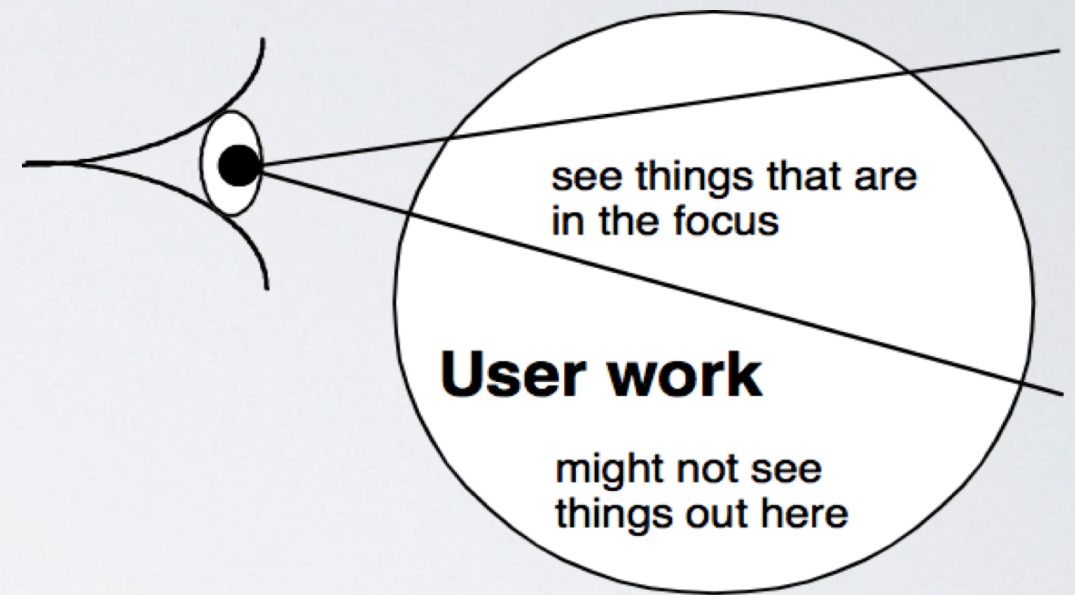 see things that are
in the focus
User work
might not see
things out here